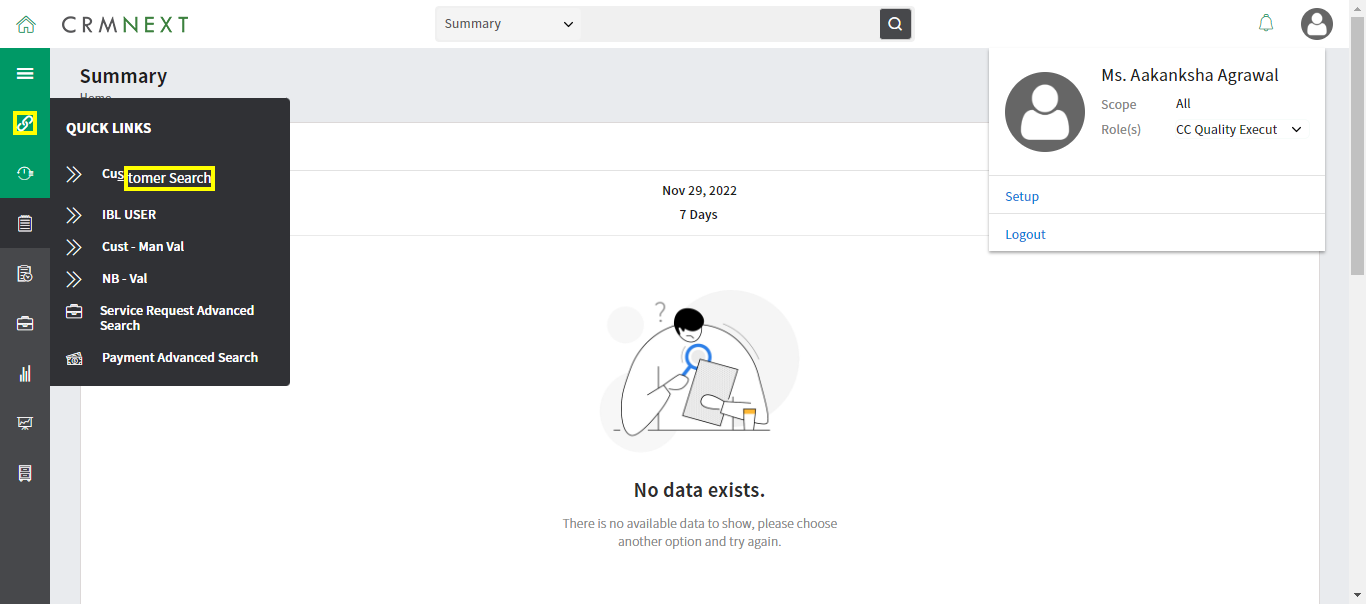 CRMNEXT
Summary
Summary
Home
Ms. Aakanksha Agrawal
Scope All
Role(s) CC Quality Execut
Setup
Logout
QUICK LINKS
Customer Search
IBL USER
Cust - Man Val
NB - Val
Service Request Advanced
Search
Payment Advanced Search
Nov 29, 2022
7 Days
?
No data exists.
There is no available data to show, please choose
another option and try again.